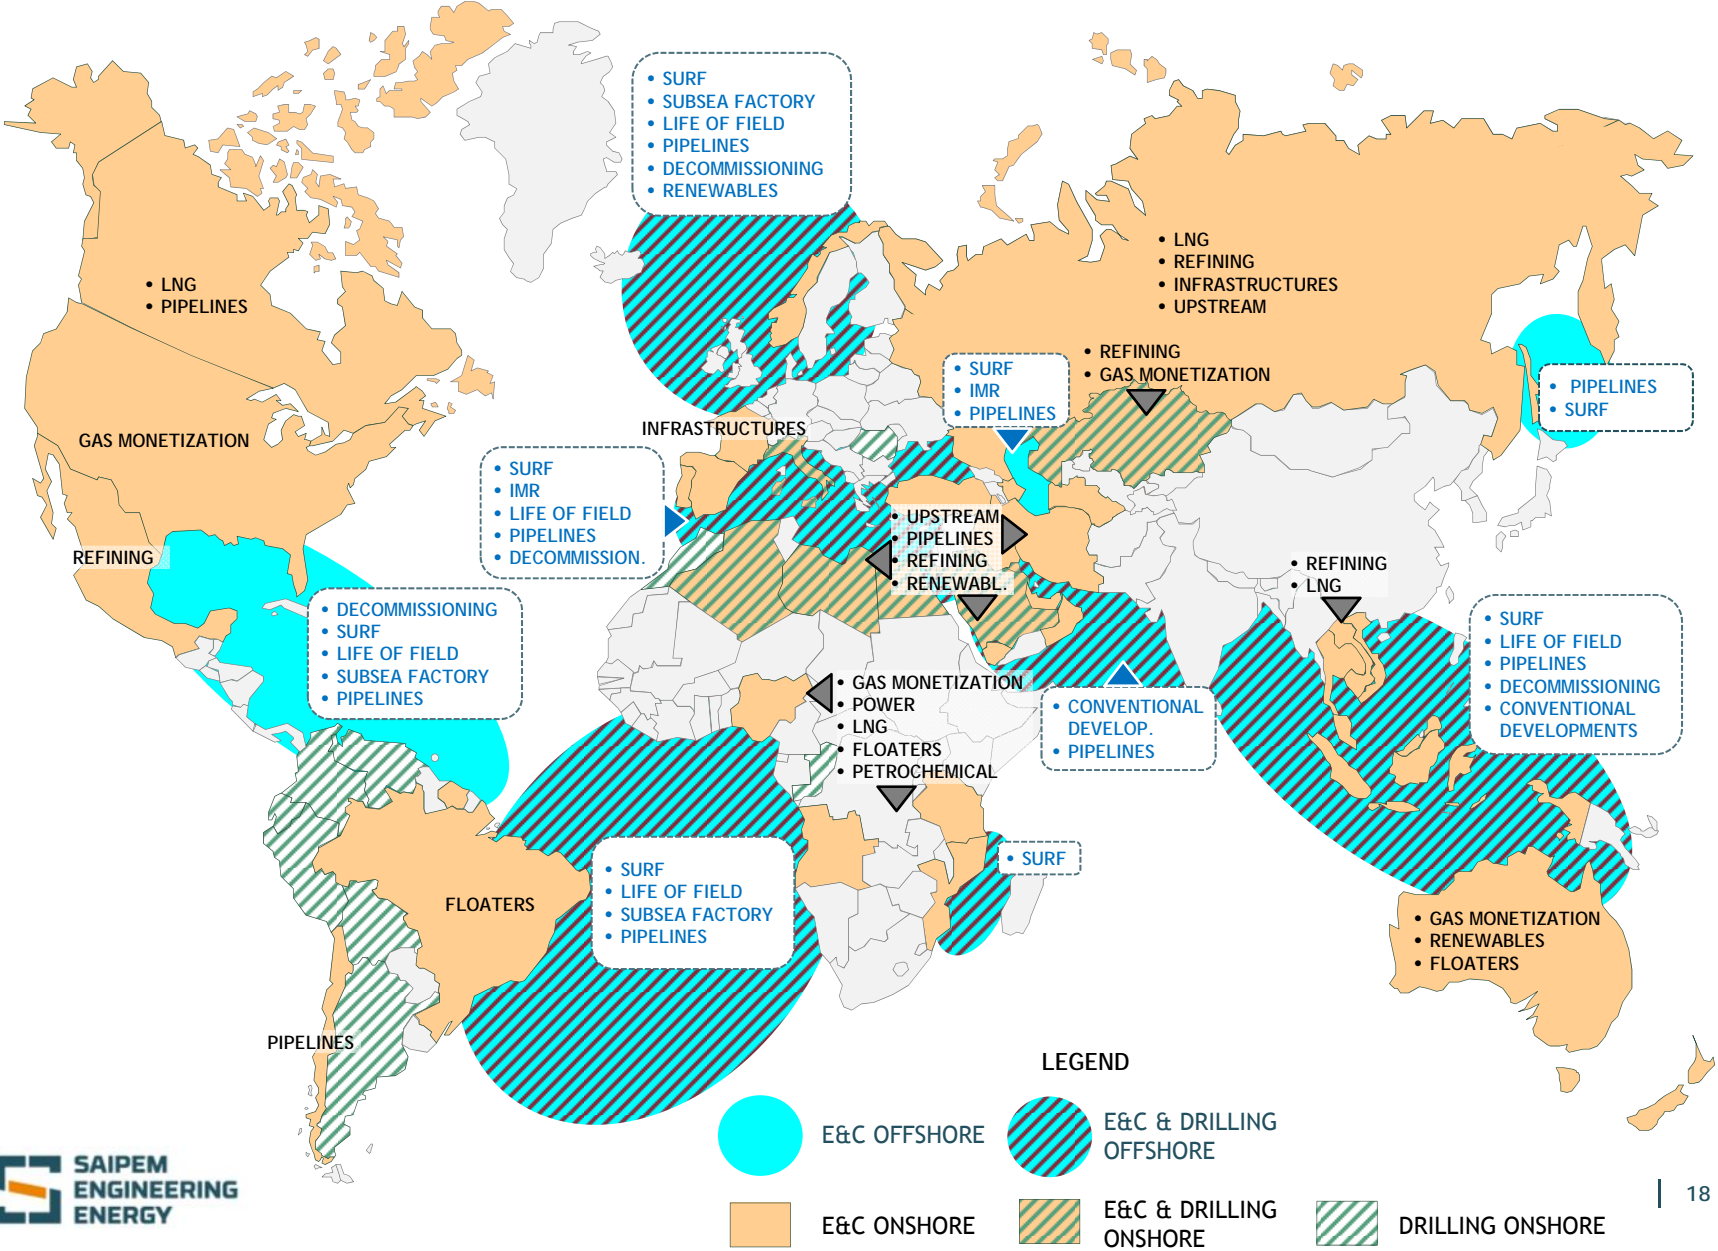 • SURF
• SUBSEA FACTORY
• LIFE OF FIELD
• PIPELINES
• DECOMMISSIONING
• RENEWABLES
• LNG
• PIPELINES
• LNG
• REFINING
• INFRASTRUCTURES
• UPSTREAM
• REFINING
• GAS MONETIZATION
• SURF
• IMR
• PIPELINES
• PIPELINES
• SURF
GAS MONETIZATION
INFRASTRUCTURES
• SURF
• IMR
• LIFE OF FIELD
• PIPELINES
• DECOMMISSION.
• UPSTREAM
• PIPELINES
• REFINING
• RENEWABL.
REFINING
• REFINING
• LNG
• DECOMMISSIONING
• SURF
• LIFE OF FIELD
• SUBSEA FACTORY
• PIPELINES
• SURF
• LIFE OF FIELD
• PIPELINES
• DECOMMISSIONING
• CONVENTIONAL
DEVELOPMENTS
• GAS MONETIZATION
• POWER
• LNG
• FLOATERS
• PETROCHEMICAL
• CONVENTIONAL
DEVELOP.
• PIPELINES
• SURF
• SURF
• LIFE OF FIELD
• SUBSEA FACTORY
• PIPELINES
FLOATERS
• GAS MONETIZATION
• RENEWABLES
• FLOATERS
PIPELINES
LEGEND
E&C OFFSHORE
E&C & DRILLING
OFFSHORE
E&C ONSHORE
E&C & DRILLING
ONSHORE
DRILLING ONSHORE
SAIPEM
ENGINEERING
ENERGY
18